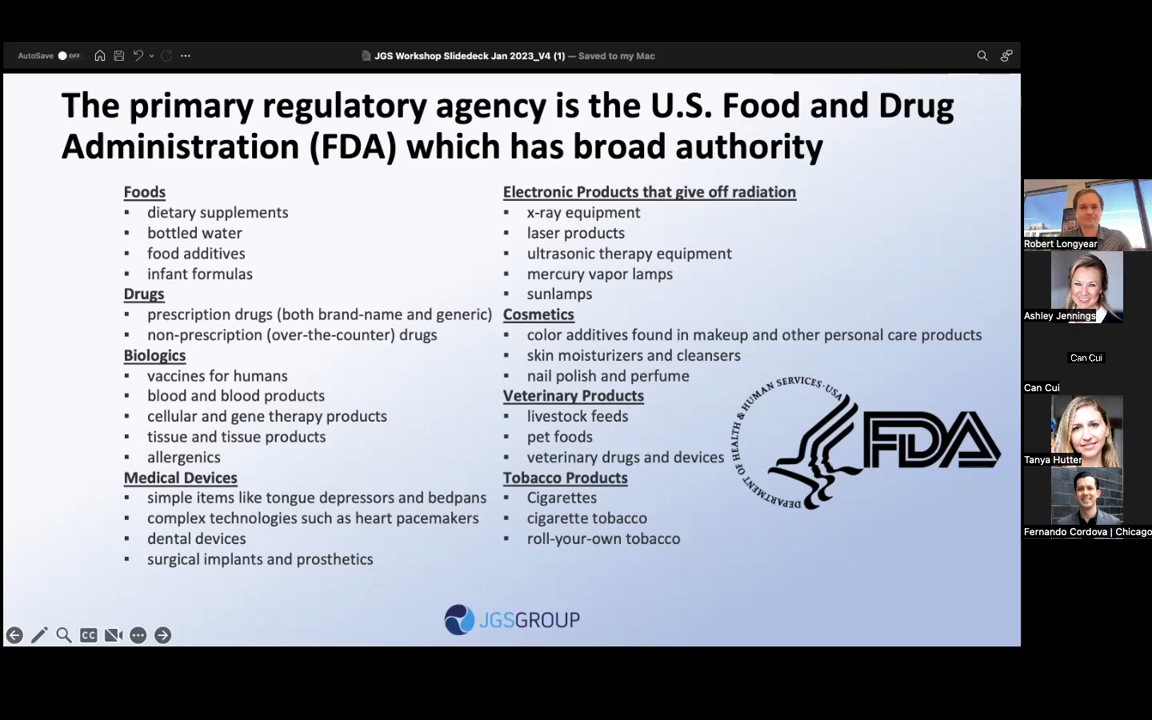 AutoSave OFF
JGS Workshop Slidedeck Jan 2023_V4 (1) — Saved to my Mac
The primary regulatory agency is the U.S. Food and Drug
Administration (FDA) which has broad authority
Foods
▪ dietary supplements
▪ bottled water
▪ food additives
▪ infant formulas
Drugs
▪ prescription drugs (both brand-name and generic)
▪ non-prescription (over-the-counter) drugs
Biologics
▪ vaccines for humans
▪ blood and blood products
▪ cellular and gene therapy products
▪ tissue and tissue products
▪ allergenics
Medical Devices
▪ simple items like tongue depressors and bedpans
▪ complex technologies such as heart pacemakers
▪ dental devices
▪ surgical implants and prosthetics
Electronic Products that give off radiation
▪ x-ray equipment
▪ laser products
▪ ultrasonic therapy equipment
▪ mercury vapor lamps
▪ sunlamps
Cosmetics
▪ color additives found in makeup and other personal care products
▪ skin moisturizers and cleansers
▪ nail polish and perfume
Veterinary Products
▪ livestock feeds
▪ pet foods
▪ veterinary drugs and devices
Tobacco Products
▪ Cigarettes
▪ cigarette tobacco
▪ roll-your-own tobacco
DEPARTMENT OF HEALTH & HUMAN SERVICES·USA
FDA
JGSGROUP
CC
Robert Longyear
Ashley Jennings
Can Cui
Can Cui
Tanya Hutter
Fernando Cordova | Chicago